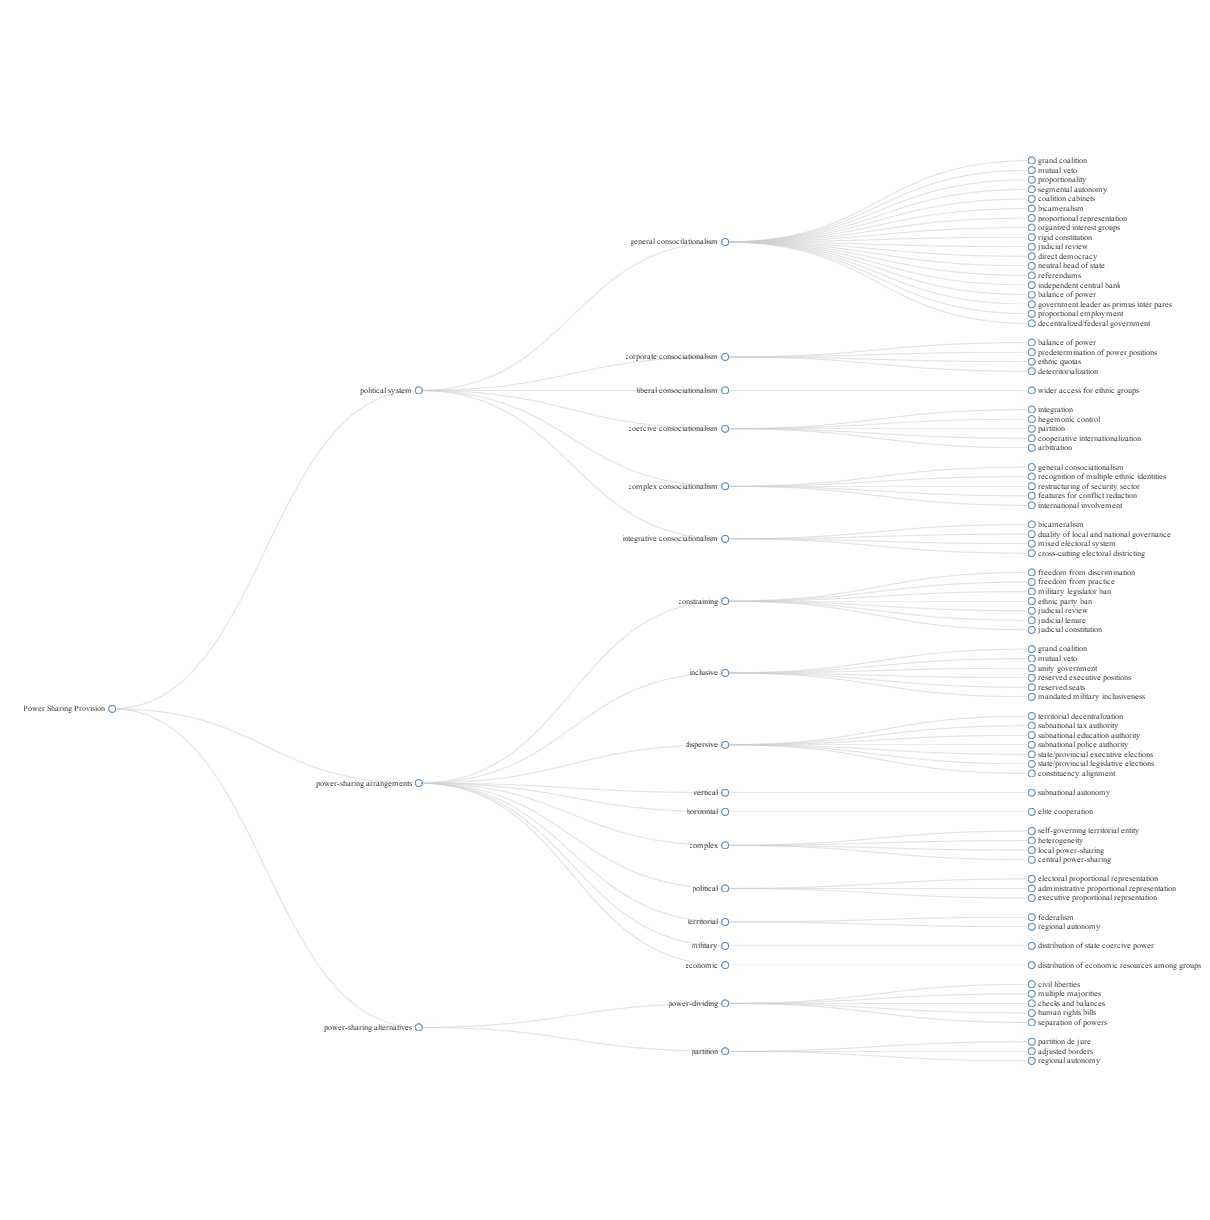 grand coalition
mutual veto
proportionality
segmental autonomy
coalition cabinets
bicameralism
proportional representation
organized interest groups
rigid constitution
general consocilationalism
judicial review
direct democracy
neutral head of state
referendums
independent central bank
balance of power
government leader as primus inter pares
proportional employment
decentralized/federal government
balance of power
predetermination of power positions
corporate consociationalism
ethnic quotas
deterritorialization
political system
liberal consociationalism
wider access for ethnic groups
integration
hegemonic control
coercive consociationalism
partition
cooperative internationalization
arbitration
general consociationalism
recognition of multiple ethnic identities
complex consociationalism
restructuring of security sector
features for conflict reduction
international involvement
bicameralism
duality of local and national governance
integrative consociationalism
mixed electoral system
cross-cutting electoral districting
freedom from discrimination
freedom from practice
military legislator ban
constraining
ethnic party ban
judicial review
judicial tenure
judicial constitution
grand coalition
mutual veto
unity government
inclusive
reserved executive positions
reserved seats
mandated military inclusiveness
Power Sharing Provision
territorial decentralization
subnational tax authority
subnational education authority
dispersive
subnational police authority
state/provincial executive elections
state/provincial legislative elections
constituency alignment
power-sharing arrangements
vertical
subnational autonomy
horizontal
elite cooperation
self-governing territorial entity
heterogeneity
complex
local power-sharing
central power-sharing
electoral proportional representation
political
administrative proportional representation
executive proportional reprsentation
federalism
territorial
regional autonomy
military
distribution of state coercive power
economic
distribution of economic resources among groups
civil liberties
multiple majorities
power-dividing
checks and balances
human rights bills
separation of powers
power-sharing alternatives
partition de jure
partition
adjusted borders
regional autonomy